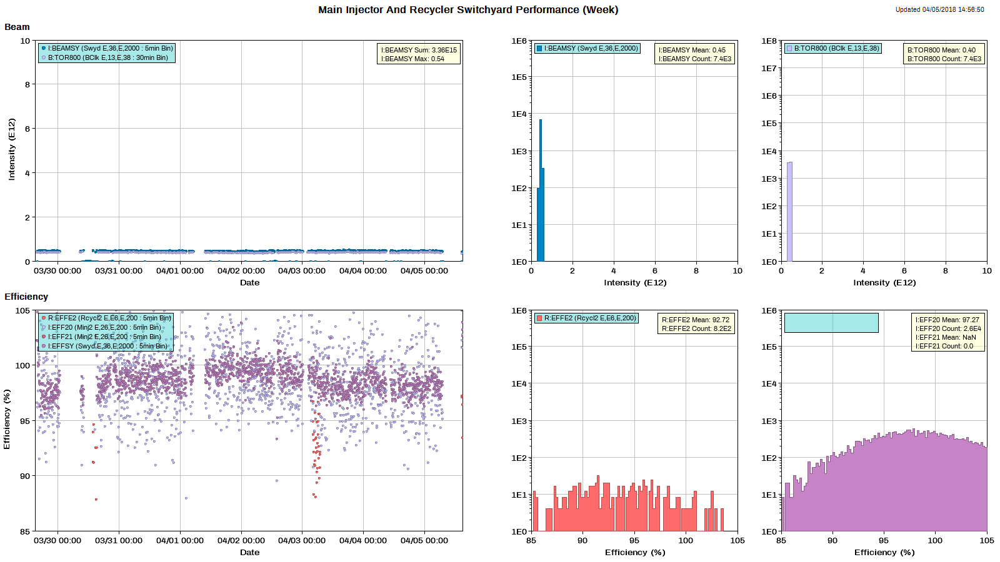 Main Injector And Recycler Switchyard Performance (Week)
Updated 04/05/2018 14:56:50
Beam
I:BEAMSY (Swyd E,36,E,2000 : 5min Bin)
B:TOR800 (BClk E,13,E,38 : 30min Bin)
I:BEAMSY Sum: 3.36E15
I:BEAMSY Max: 0.54
10
8
6
4
2
0
Intensity (E12)
03/30 00:00 03/31 00:00 04/01 00:00 04/02 00:00 04/03 00:00 04/04 00:00 04/05 00:00
Date
I:BEAMSY (Swyd E,36,E,2000)
I:BEAMSY Mean: 0.45
I:BEAMSY Count: 7.4E3
1E6
1E5
1E4
1E3
1E2
1E1
1E0
0 2 4 6 8 10
Intensity (E12)
B:TOR800 (BClk E,13,E,38)
B:TOR800 Mean: 0.40
B:TOR800 Count: 7.4E3
1E8
1E7
1E6
1E5
1E4
1E3
1E2
1E1
1E0
0 2 4 6 8 10
Intensity (E12)
Efficiency
R:EFFE2 (Rcycl2 E,E6,E,200 : 5min Bin)
I:EFF20 (Minj2 E,26,E,200 : 5min Bin)
I:EFF21 (Minj2 E,26,E,200 : 5min Bin)
I:EFFSY (Swyd E,36,E,2000 : 5min Bin)
105
100
95
90
85
Efficiency (%)
03/30 00:00 03/31 00:00 04/01 00:00 04/02 00:00 04/03 00:00 04/04 00:00 04/05 00:00
Date
R:EFFE2 (Rcycl2 E,E6,E,200)
R:EFFE2 Mean: 92.72
R:EFFE2 Count: 8.2E2
1E6
1E5
1E4
1E3
1E2
1E1
1E0
85 90 95 100 105
Efficiency (%)
I:EFF20 Mean: 97.27
I:EFF20 Count: 2.6E4
I:EFF21 Mean: NaN
I:EFF21 Count: 0.0
1E6
1E5
1E4
1E3
1E2
1E1
1E0
85 90 95 100 105
Efficiency (%)